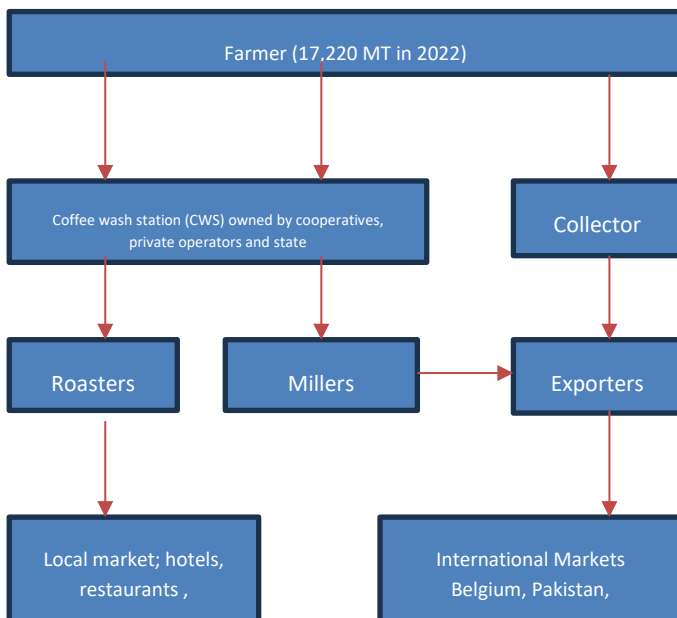 Farmer (17,220 MT in 2022)
Coffee wash station (CWS) owned by cooperatives,
private operators and state
Collector
Roasters
Millers
Exporters
Local market; hotels,
restaurants ,
International Markets
Belgium, Pakistan,